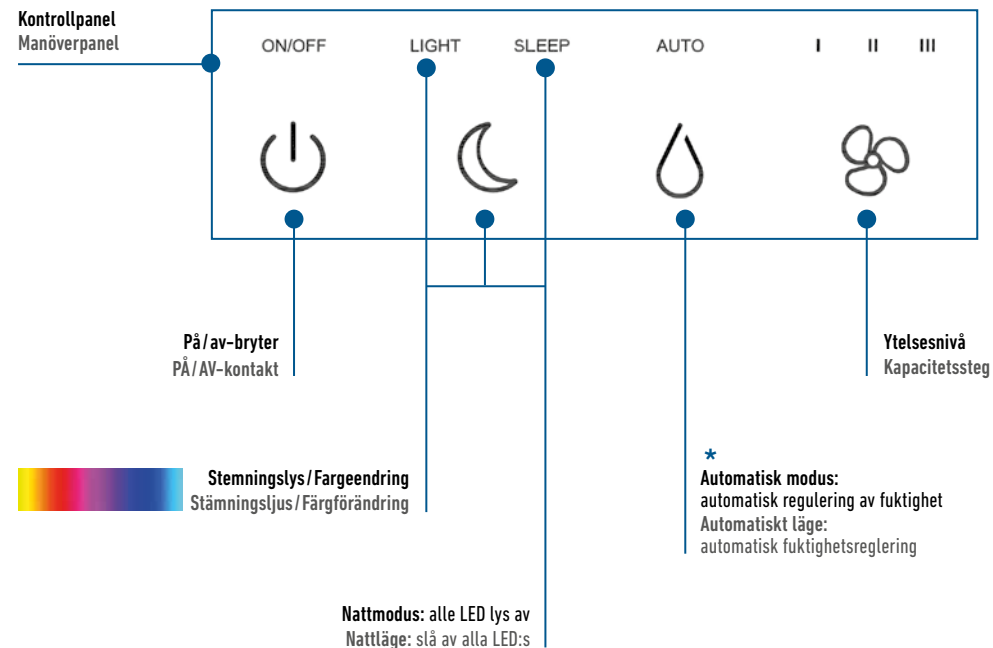 Kontrollpanel
Manöverpanel
ON/OFF LIGHT SLEEP AUTO I II III
På/av-bryter
PÅ/AV-kontakt
Ytelsesnivå
Kapacitetssteg
Stemningslys/Fargeendring
Stämningsljus/Färgförändring
*
Automatisk modus:
automatisk regulering av fuktighet
Automatiskt läge:
automatisk fuktighetsreglering
Nattmodus: alle LED lys av
Nattläge: slå av alla LED:s